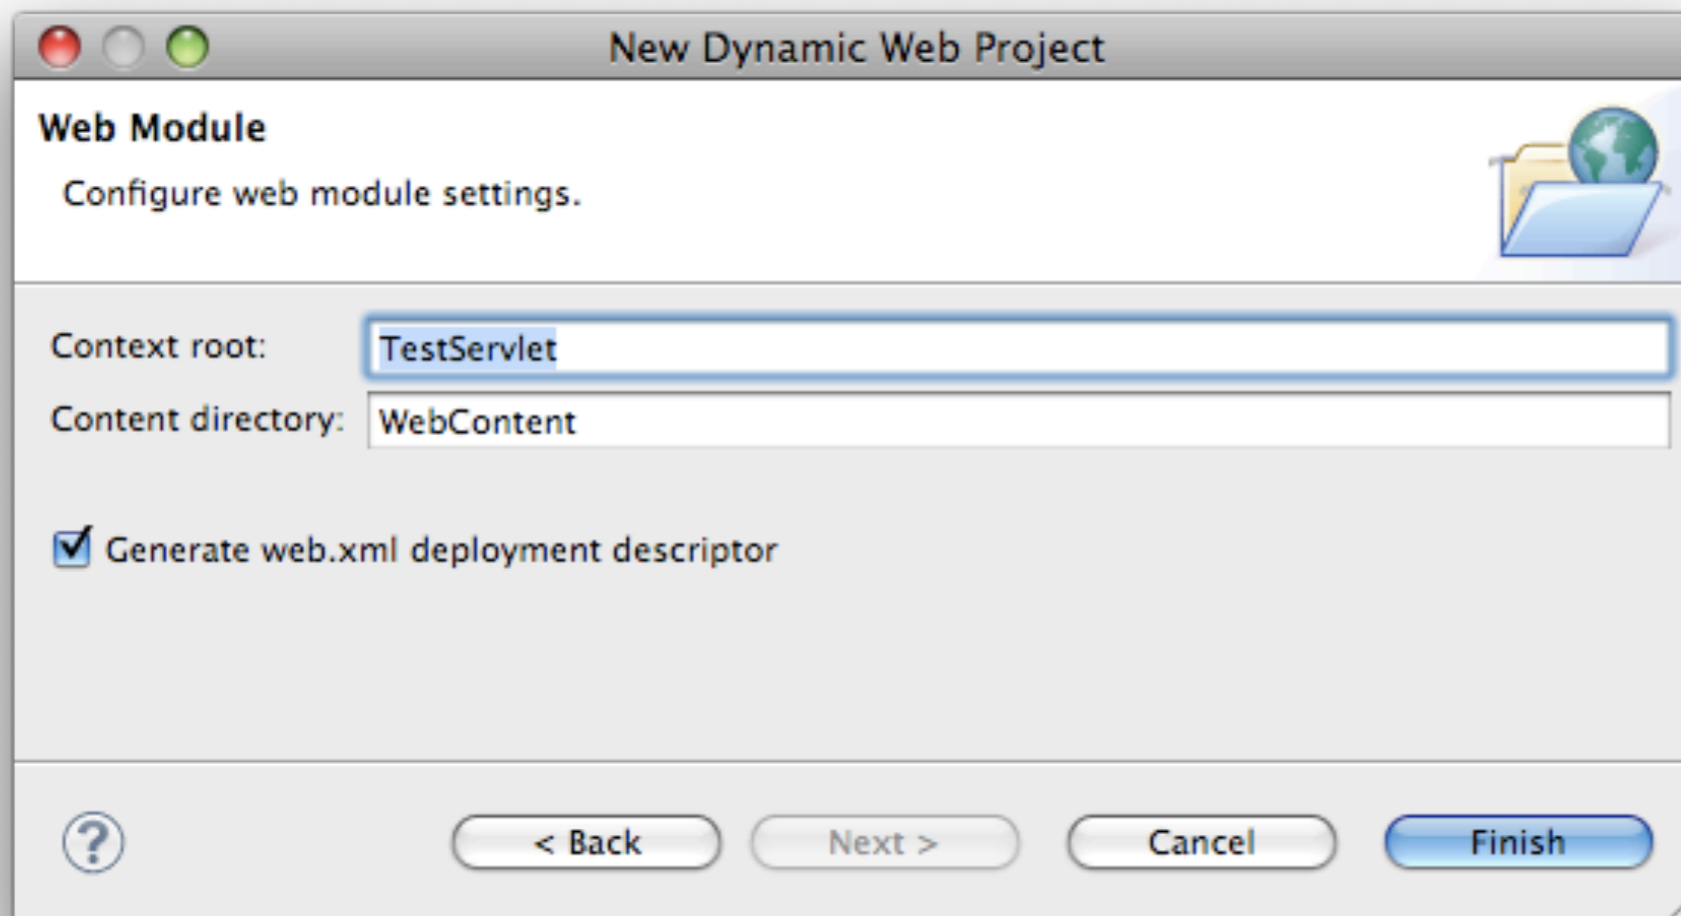 New Dynamic Web Project
Web Module
Configure web module settings.
Context root: TestServlet
Content directory: WebContent
Generate web.xml deployment descriptor
? < Back Next > Cancel Finish